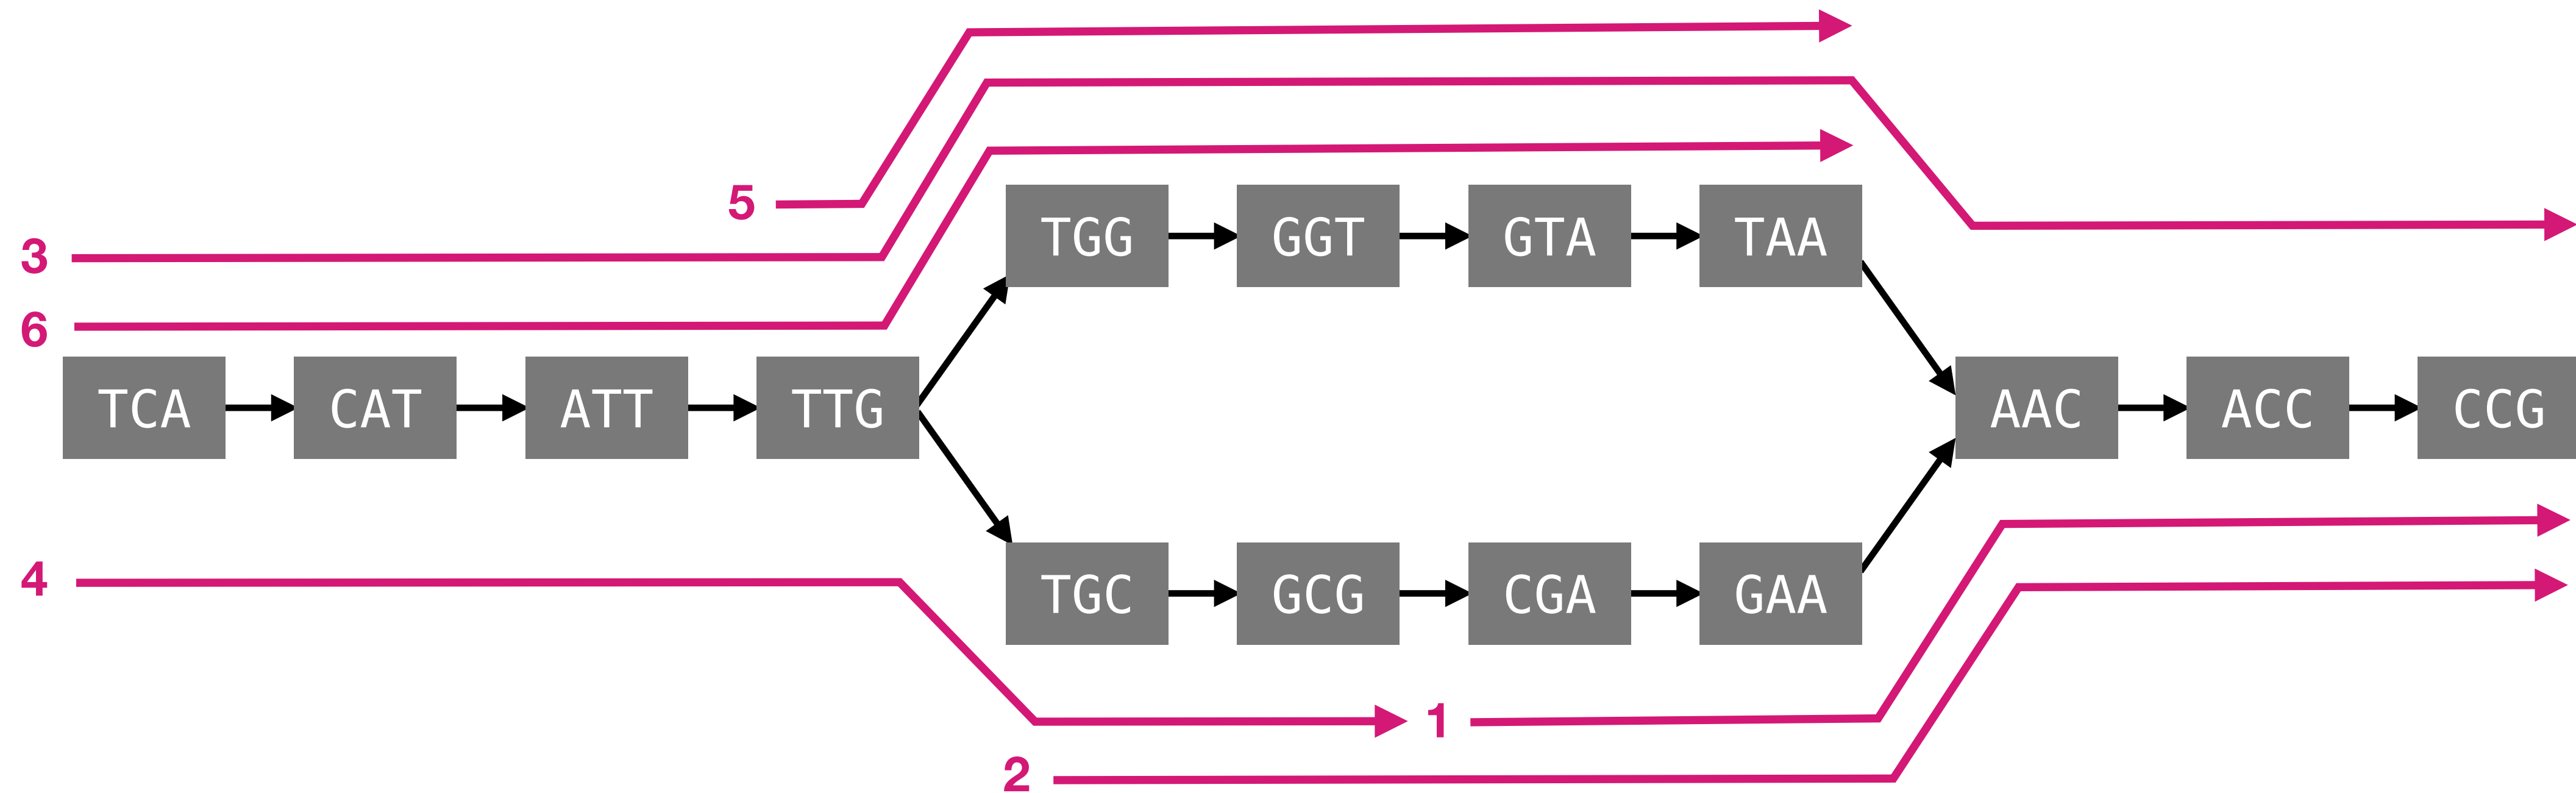 5
TGG GGT GTA TAA
3
6
TCA CAT ATT TTG AAC ACC CCG
4
TGC GCG CGA GAA
1
2